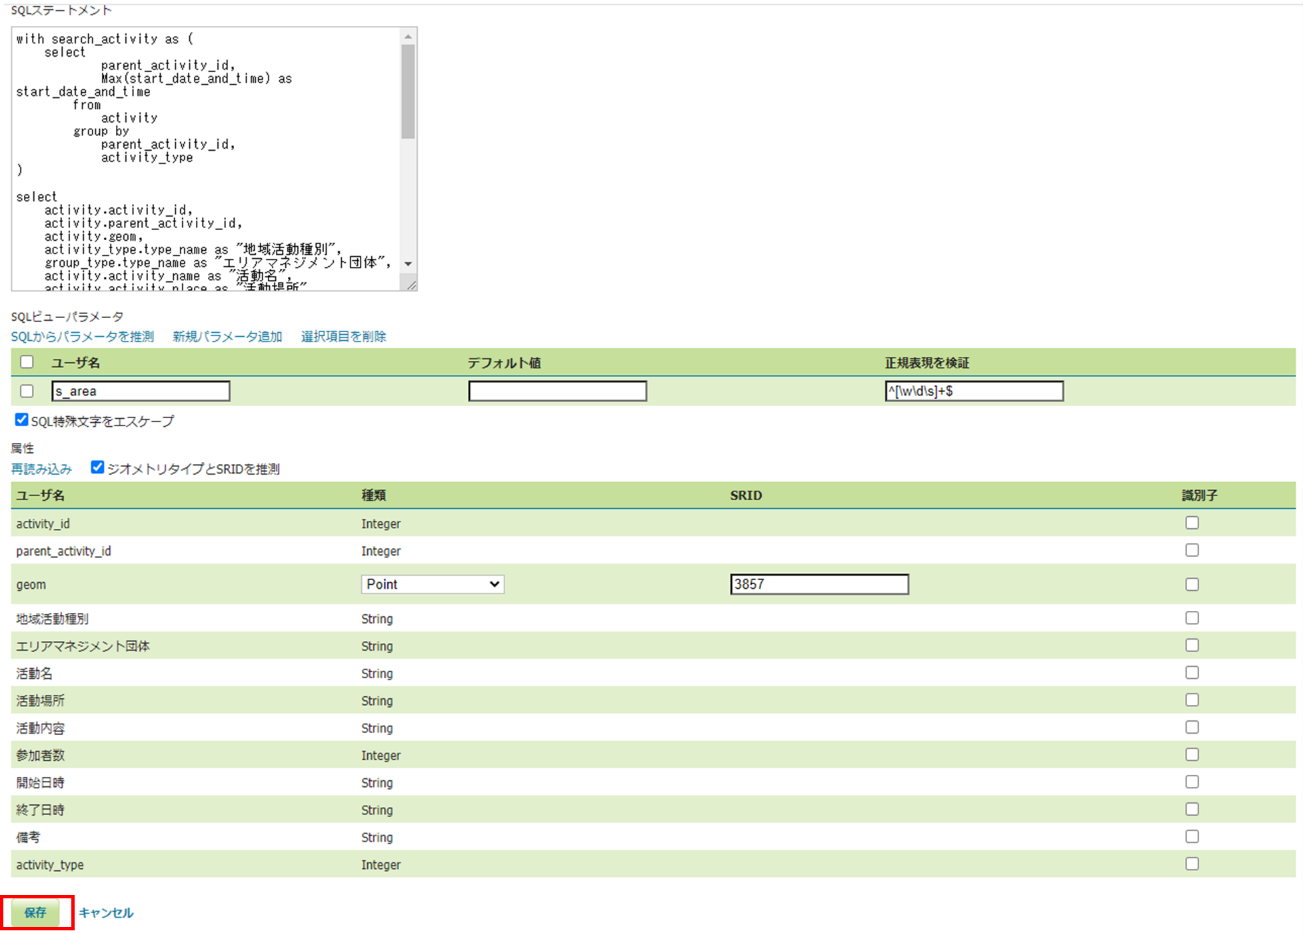 SQLステートメント
with search_activity as (
select
parent_activity_id,
Max(start_date_and_time) as
start_date_and_time
from
activity
group by
parent_activity_id,
activity_type
)
select
activity.activity_id,
activity.parent_activity_id,
activity.geom,
activity_type.type_name as "地域活動種別",
group_type.type_name as "エリアマネジメント団体",
activity.activity_name as "活動名",
activity.activity_place as "活動場所"
SQLビューパラメータ
SQLからパラメータを推測 新規パラメータ追加 選択項目を削除
ユーザ名 デフォルト値 正規表現を検証
s_area ^[\w\d\s]+$
SQL特殊文字をエスケープ
属性
再読み込み ジオメトリタイプとSRIDを推測
ユーザ名 種類 SRID 識別子
activity_id Integer
parent_activity_id Integer
geom Point 3857
地域活動種別 String
エリアマネジメント団体 String
活動名 String
活動場所 String
活動内容 String
参加者数 Integer
開始日時 String
終了日時 String
備考 String
activity_type Integer
保存 キャンセル